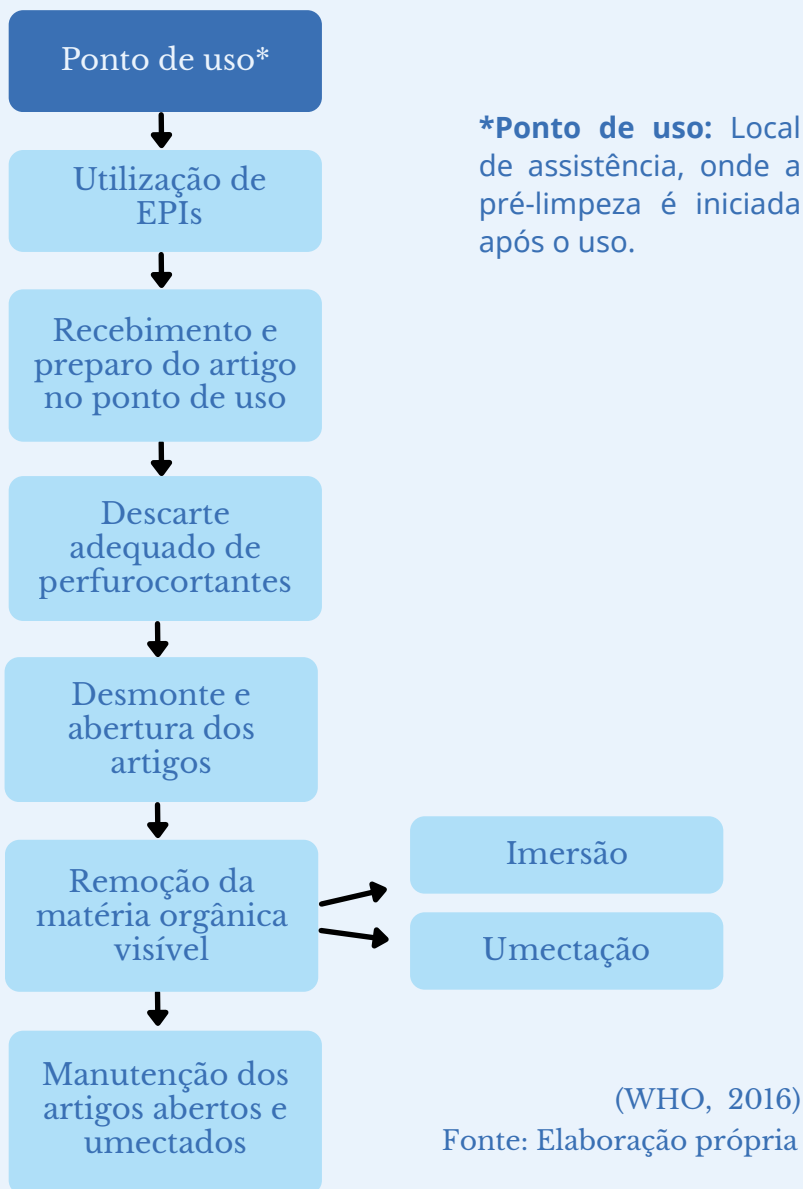 Ponto de uso*
*Ponto de uso: Local
de assistência, onde a
pré-limpeza é iniciada
após o uso.
Utilização de
EPIs
Recebimento e
preparo do artigo
no ponto de uso
Descarte
adequado de
perfurocortantes
Desmonte e
abertura dos
artigos
Remoção da
matéria orgânica
visível
Imersão
Umectação
Manutenção dos
artigos abertos e
umectados
(WHO, 2016)
Fonte: Elaboração própria